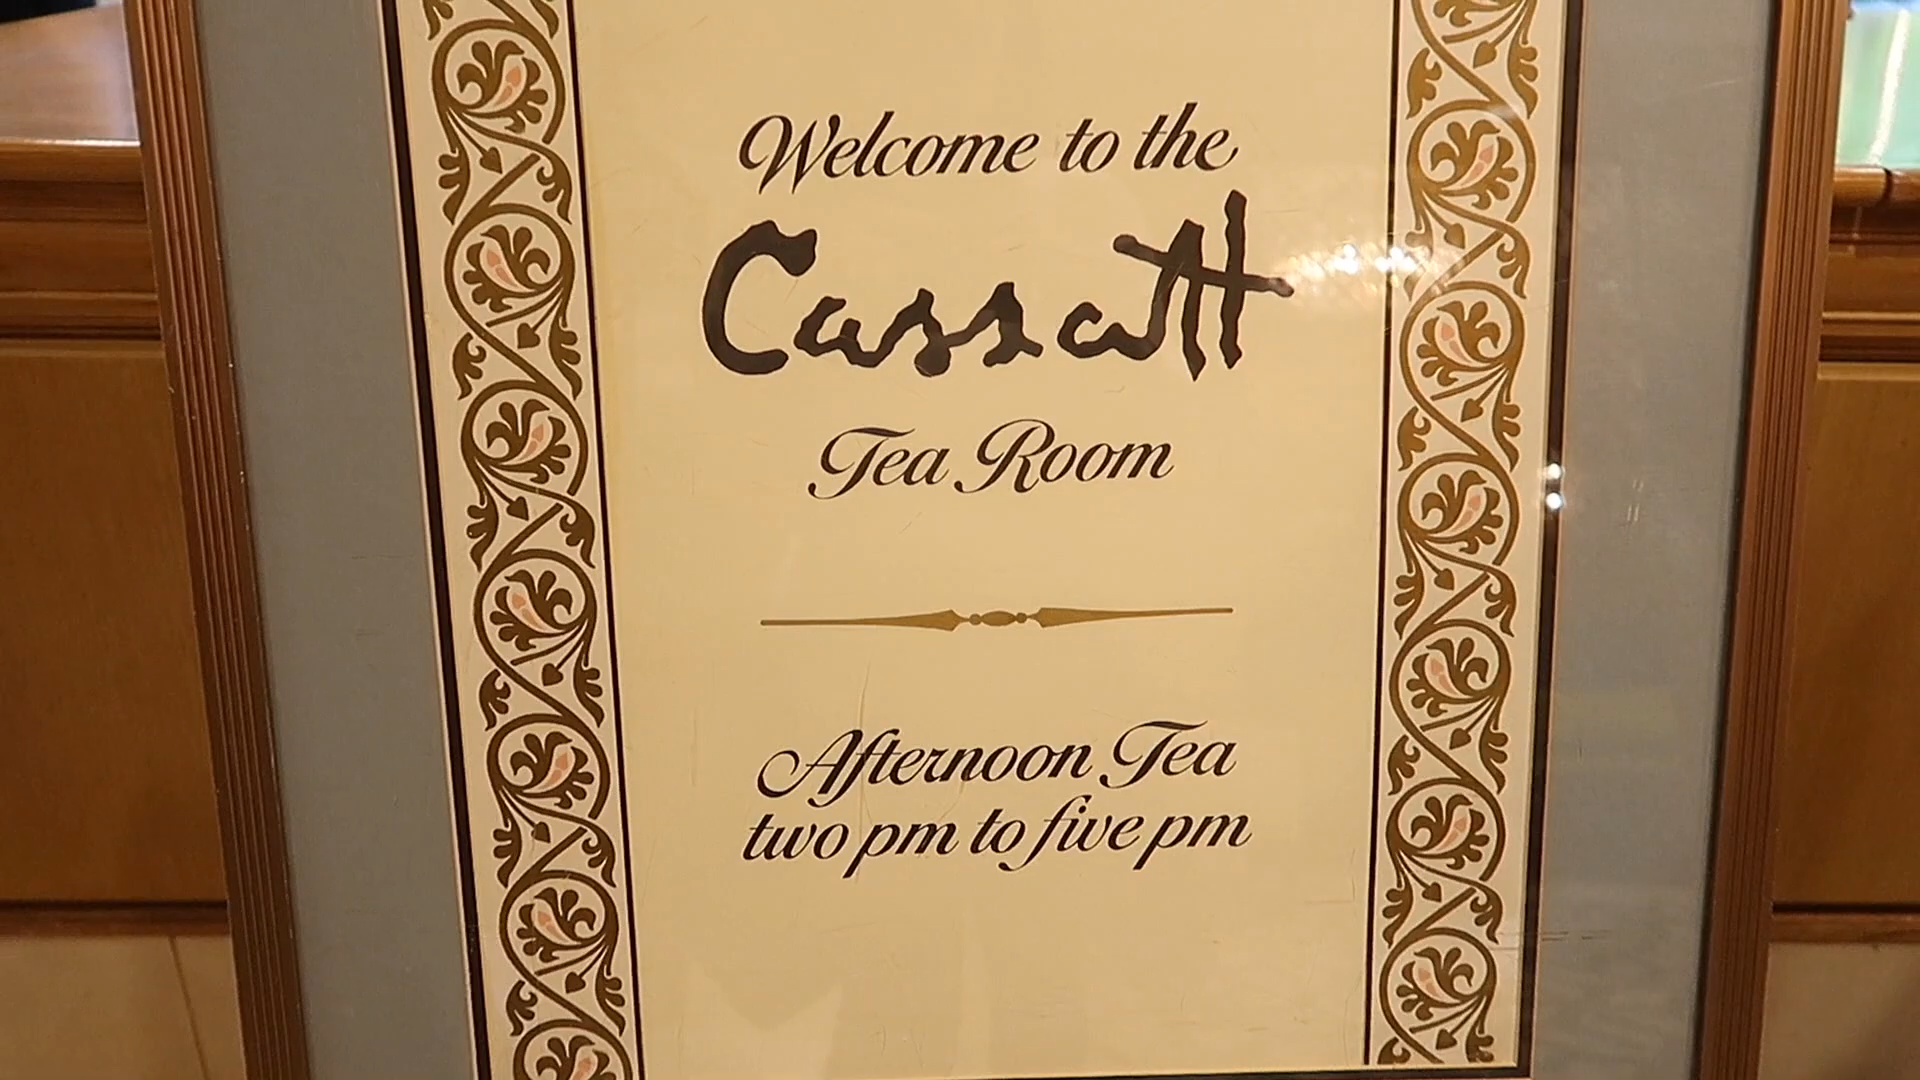 Welcome to the
Cassatt
Tea Room
Afternoon Tea
two pm to five pm